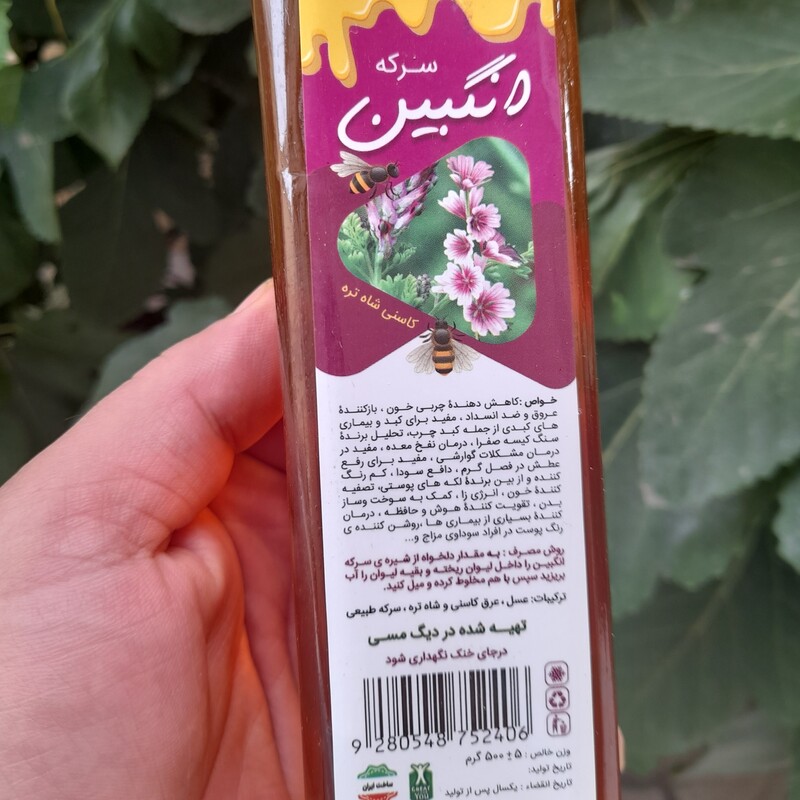 سرکه
انگبین
کاسنی شاه تره
خواص :کاهش دهندهٔ چربی خون ، بازکنندهٔ
عروق و ضد انسداد ، مفید برای کبد و بیماری
های کبدی از جمله کبد چرب، تحلیل برندهٔ
سنگ کیسه صفرا ، درمان نفخ معده ، مفید در
درمان مشکلات گوارشی ، مفید برای رفع
عطش در فصل گرم ، دافع سودا ، کم رنگ
کننده و از بین برندهٔ لکه های پوستی، تصفیه
کنندهٔ خون ، انرژی زا ، کمک به سوخت وساز
بدن ، تقویت کنندهٔ هوش و حافظه ، درمان
کنندهٔ بسیاری از بیماری ها ،روشن کننده ی
رنگ پوست در افراد سوداوی مزاج و...
روش مصرف : به مقدار دلخواه از شیره ی سرکه
انگبین را داخل لیوان ریخته و بقیه لیوان را آب
بریزید سپس با هم مخلوط کرده و میل کنید.
ترکیبات: عسل ، عرق کاسنی و شاه تره ، سرکه طبیعی
تهیه شده در دیگ مسی
درجای خنک نگهداری شود
9 280548 752406
وزن خالص : ۵±۵۰۰ گرم
تاریخ تولید:
تاریخ انقضاء : یکسال پس از تولید
ساخت ایران
GREAT
YOU